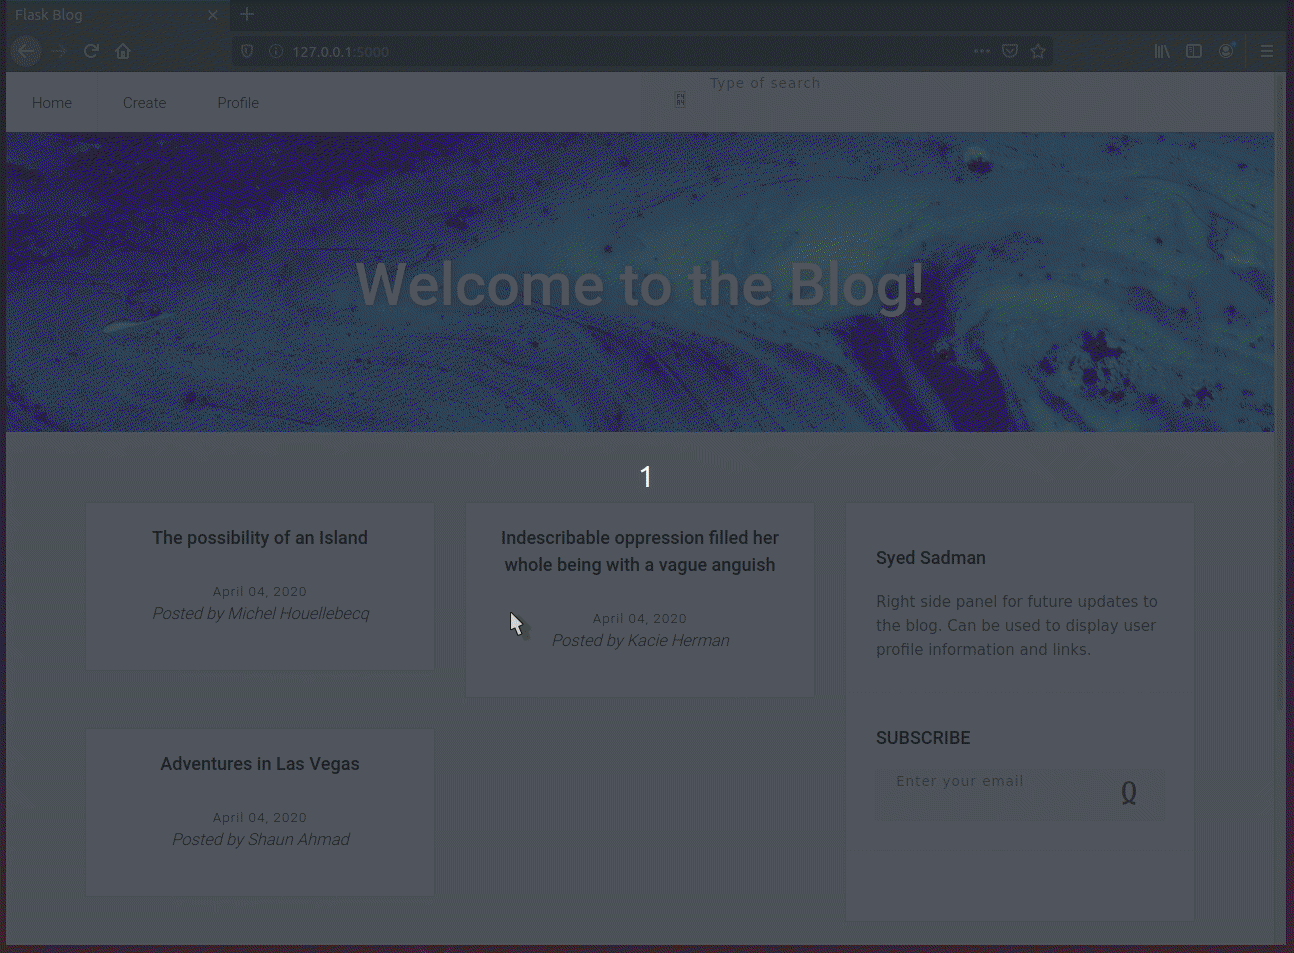 Flask Blog
127.0.0.1:5000
Home Create Profile
Type of search
Welcome to the Blog!
1
The possibility of an Island
April 04, 2020
Posted by Michel Houellebecq
Indescribable oppression filled her
whole being with a vague anguish
April 04, 2020
Posted by Kacie Herman
Syed Sadman
Right side panel for future updates to
the blog. Can be used to display user
profile information and links.
SUBSCRIBE
Enter your email
Adventures in Las Vegas
April 04, 2020
Posted by Shaun Ahmad